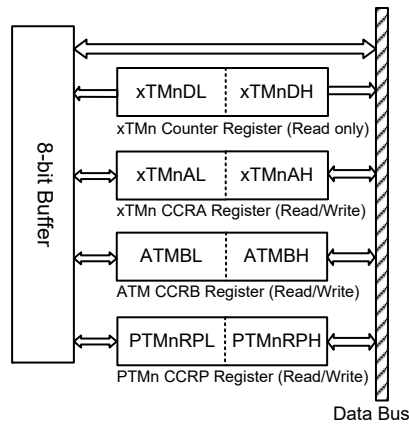 8-bit Buffer
xTMnDL xTMnDH
xTMn Counter Register (Read only)
xTMnAL xTMnAH
xTMn CCRA Register (Read/Write)
ATMBL ATMBH
ATM CCRB Register (Read/Write)
PTMnRPL PTMnRPH
PTMn CCRP Register (Read/Write)
Data Bus